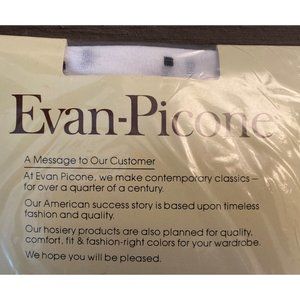 Evan-Picone
A Message to Our Customer
At Evan Picone, we make contemporary classics —
for over a quarter of a century.
Our American success story is based upon timeless
fashion and quality.
Our hosiery products are also planned for quality,
comfort, fit & fashion-right colors for your wardrobe.
We hope you will be pleased.